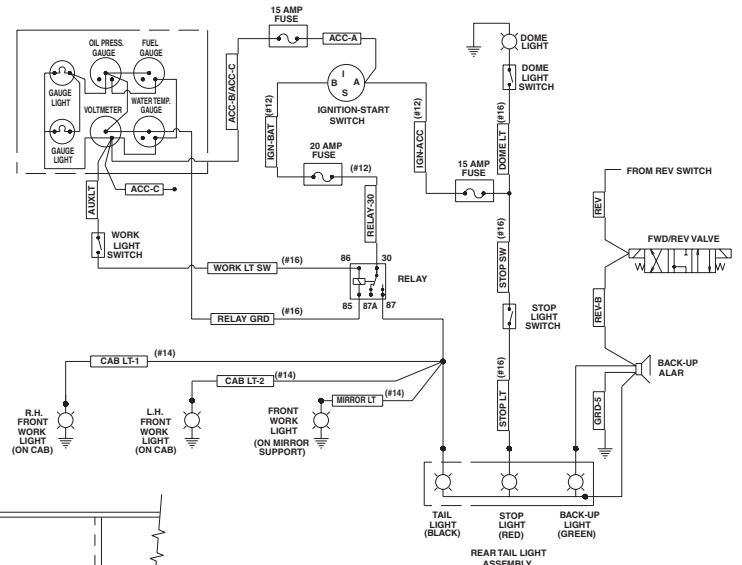 15 AMP
FUSE
ACC-A
OIL PRESS.
GAUGE
FUEL
GAUGE
GAUGE
LIGHT
VOLTMETER
WATER TEMP.
GAUGE
GAUGE
LIGHT
ACC-B/ACC-C
B
I
A
S
IGNITION-START
SWITCH
DOME
LIGHT
DOME
LIGHT
SWITCH
(#12)
IGN-BAT
(#12)
IGN-ACC
(#16)
DOME LT
20 AMP
FUSE
(#12)
15 AMP
FUSE
FROM REV SWITCH
ACC-C
AUXLT
RELAY-30
REV
WORK
LIGHT
SWITCH
(#16)
STOP SW
FWD/REV VALVE
WORK LT SW
(#16)
86
30
RELAY
85
87A
87
RELAY GRD
(#16)
REV-B
STOP
LIGHT
SWITCH
CAB LT-1
(#14)
CAB LT-2
(#14)
MIRROR LT
(#14)
BACK-UP
ALAR
(#16)
STOP LT
GRD-5
R.H.
FRONT
WORK
LIGHT
(ON CAB)
L.H.
FRONT
WORK
LIGHT
(ON CAB)
FRONT
WORK
LIGHT
(ON MIRROR
SUPPORT)
TAIL
LIGHT
(BLACK)
STOP
LIGHT
(RED)
BACK-UP
LIGHT
(GREEN)
REAR TAIL LIGHT
ASSEMBLY